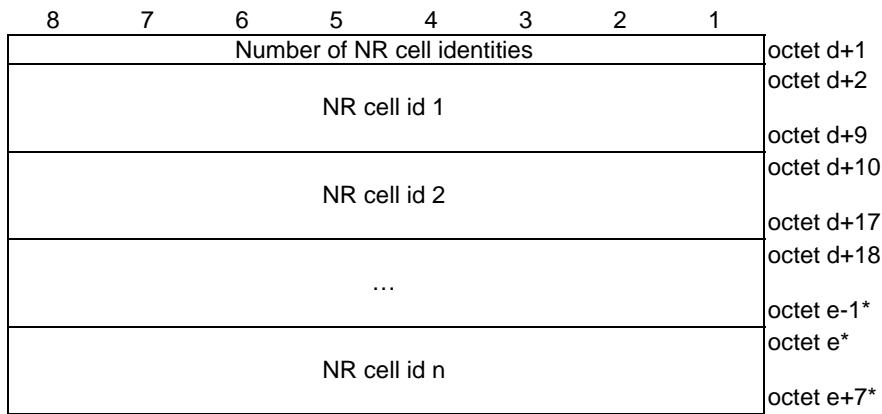 8 7 6 5 4 3 2 1
Number of NR cell identities octet d+1
octet d+2
NR cell id 1
octet d+9
octet d+10
NR cell id 2
octet d+17
octet d+18
…
octet e-1*
octet e*
NR cell id n
octet e+7*